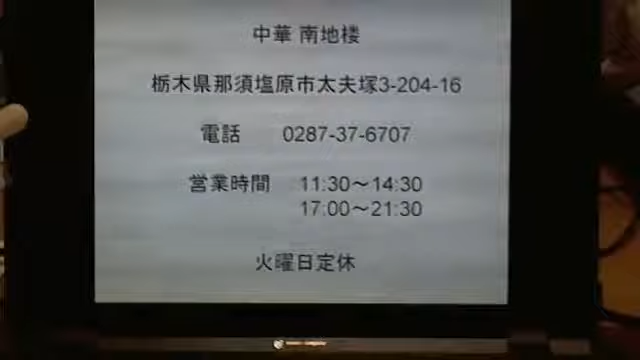 中華 南地楼
栃木県那須塩原市太夫塚3-204-16
電話 0287-37-6707
営業時間 11:30～14:30
17:00～21:30
火曜日定休